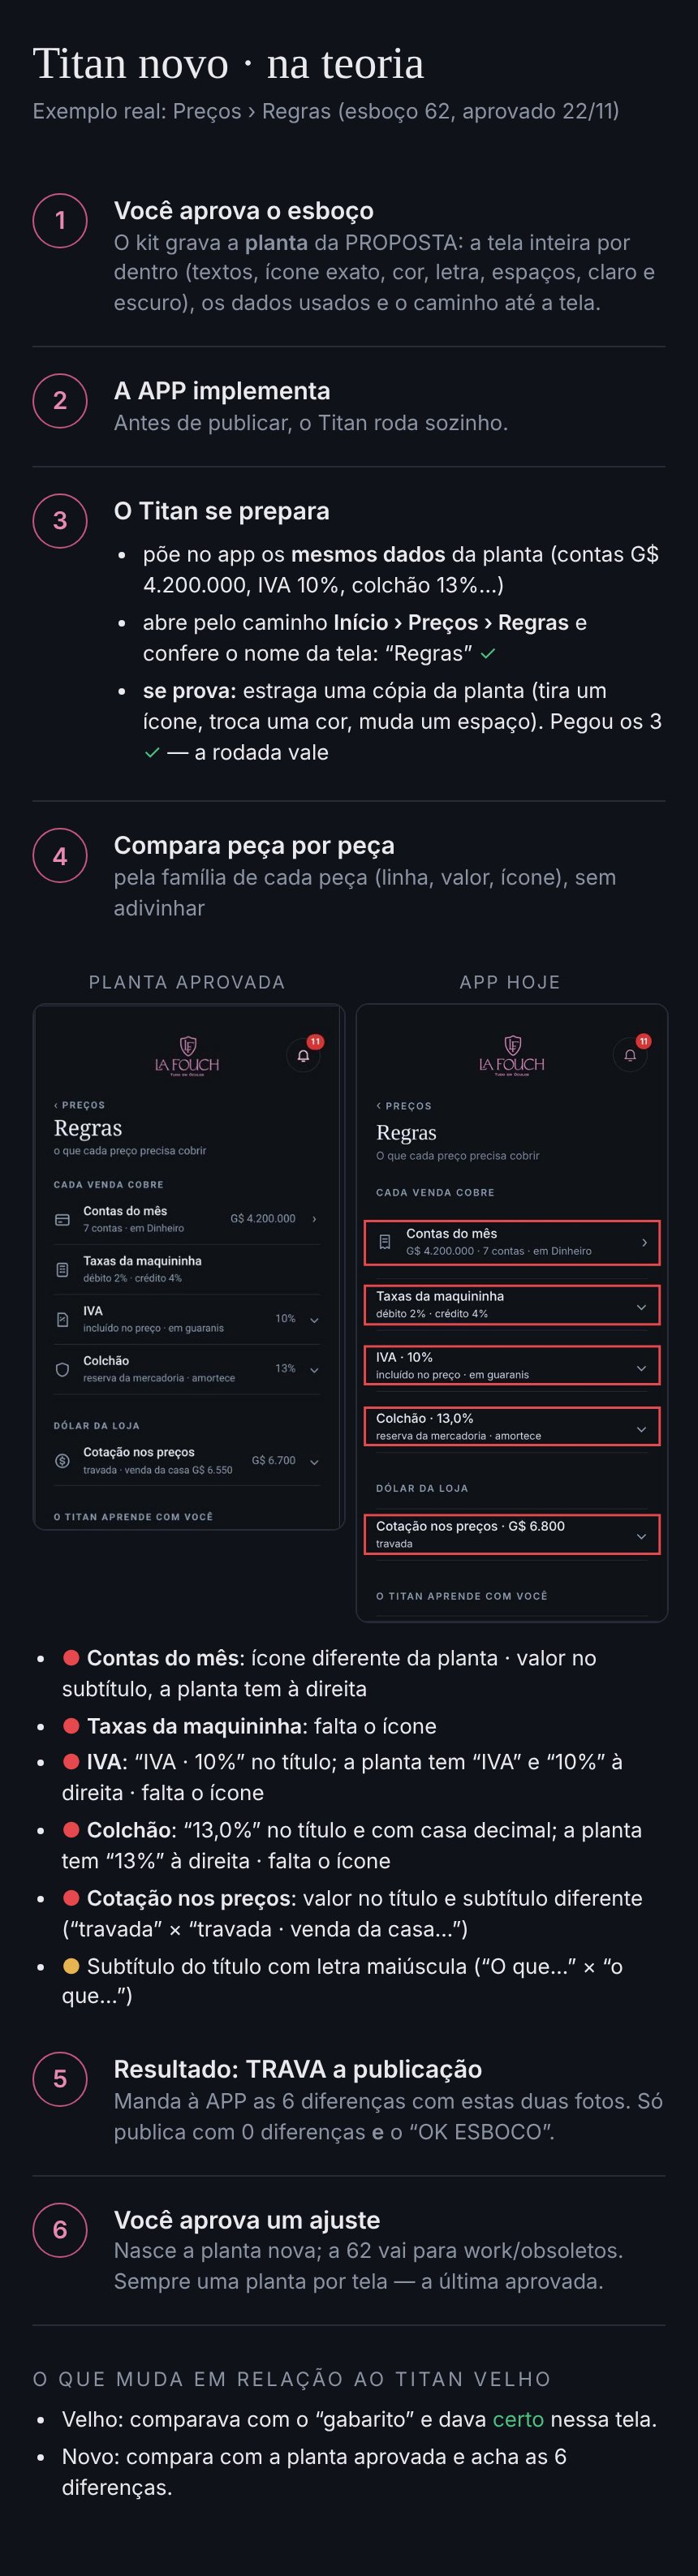 Titan novo · na teoria
Exemplo real: Preços › Regras (esboço 62, aprovado 22/11)
1
Você aprova o esboço
O kit grava a planta da PROPOSTA: a tela inteira por
dentro (textos, ícone exato, cor, letra, espaços, claro e
escuro), os dados usados e o caminho até a tela.
2
A APP implementa
Antes de publicar, o Titan roda sozinho.
3
O Titan se prepara
• põe no app os mesmos dados da planta (contas G$
4.200.000, IVA 10%, colchão 13%...)
• abre pelo caminho Início › Preços › Regras e
confere o nome da tela: “Regras” ✓
• se prova: estraga uma cópia da planta (tira um
ícone, troca uma cor, muda um espaço). Pegou os 3
✓ — a rodada vale
4
Compara peça por peça
pela família de cada peça (linha, valor, ícone), sem
adivinhar
PLANTA APROVADA
LA FOUCH
11
‹ PREÇOS
Regras
o que cada preço precisa cobrir
CADA VENDA COBRE
Contas do mês
7 contas · em Dinheiro
G$ 4.200.000 ›
Taxas da maquininha
débito 2% · crédito 4%
IVA
incluído no preço · em guaranis
10%
Colchão
reserva da mercadoria · amortece
13%
DÓLAR DA LOJA
Cotação nos preços
travada · venda da casa G$ 6.550
G$ 6.700
O TITAN APRENDE COM VOCÊ
APP HOJE
LA FOUCH
11
‹ PREÇOS
Regras
O que cada preço precisa cobrir
CADA VENDA COBRE
Contas do mês
G$ 4.200.000 · 7 contas · em Dinheiro
›
Taxas da maquininha
débito 2% · crédito 4%
IVA · 10%
incluído no preço · em guaranis
Colchão · 13,0%
reserva da mercadoria · amortece
DÓLAR DA LOJA
Cotação nos preços · G$ 6.800
travada
O TITAN APRENDE COM VOCÊ
• Contas do mês: ícone diferente da planta · valor no
subtítulo, a planta tem à direita
• Taxas da maquininha: falta o ícone
• IVA: “IVA · 10%” no título; a planta tem “IVA” e “10%” à
direita · falta o ícone
• Colchão: “13,0%” no título e com casa decimal; a planta
tem “13%” à direita · falta o ícone
• Cotação nos preços: valor no título e subtítulo diferente
(“travada” × “travada · venda da casa...”)
• Subtítulo do título com letra maiúscula (“O que...” × “o
que...”)
5
Resultado: TRAVA a publicação
Manda à APP as 6 diferenças com estas duas fotos. Só
publica com 0 diferenças e o “OK ESBOCO”.
6
Você aprova um ajuste
Nasce a planta nova; a 62 vai para work/obsoletos.
Sempre uma planta por tela — a última aprovada.
O QUE MUDA EM RELAÇÃO AO TITAN VELHO
• Velho: comparava com o “gabarito” e dava certo nessa tela.
• Novo: compara com a planta aprovada e acha as 6
diferenças.